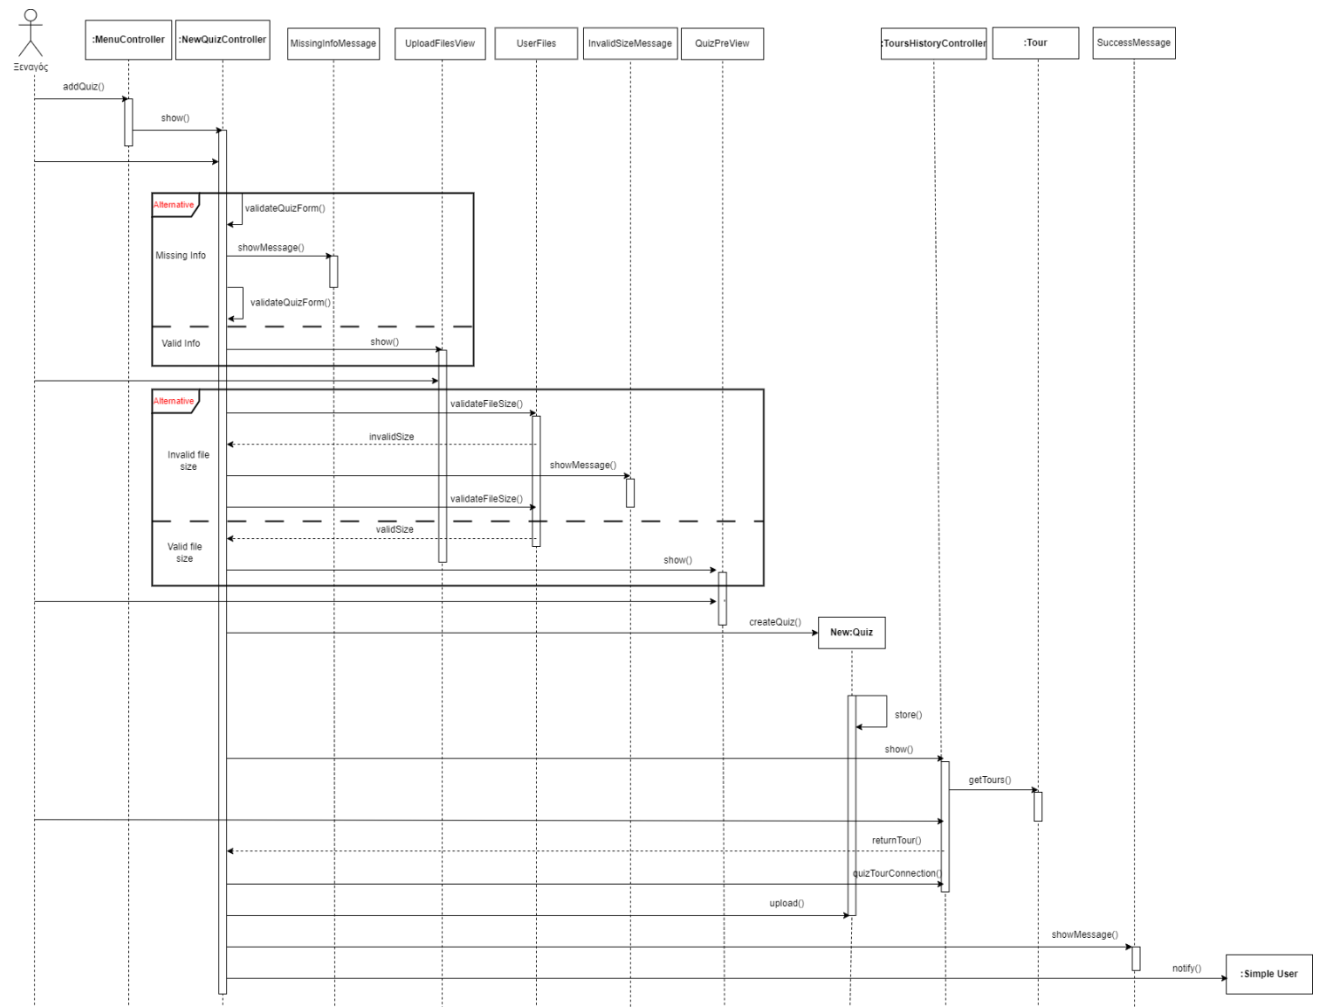 :MenuController
:NewQuizController
MissingInfoMessage
UploadFilesView
UserFiles
InvalidSizeMessage
QuizPreView
:ToursHistoryController
:Tour
SuccessMessage
Ξεναγός
addQuiz()
show()
Alternative
validateQuizForm()
showMessage()
Missing Info
validateQuizForm()
Valid Info
show()
Alternative
validateFileSize()
invalidSize
Invalid file
size
showMessage()
validateFileSize()
validSize
Valid file
size
show()
createQuiz()
New:Quiz
store()
show()
getTours()
returnTour()
quizTourConnection()
upload()
showMessage()
notify()
:Simple User